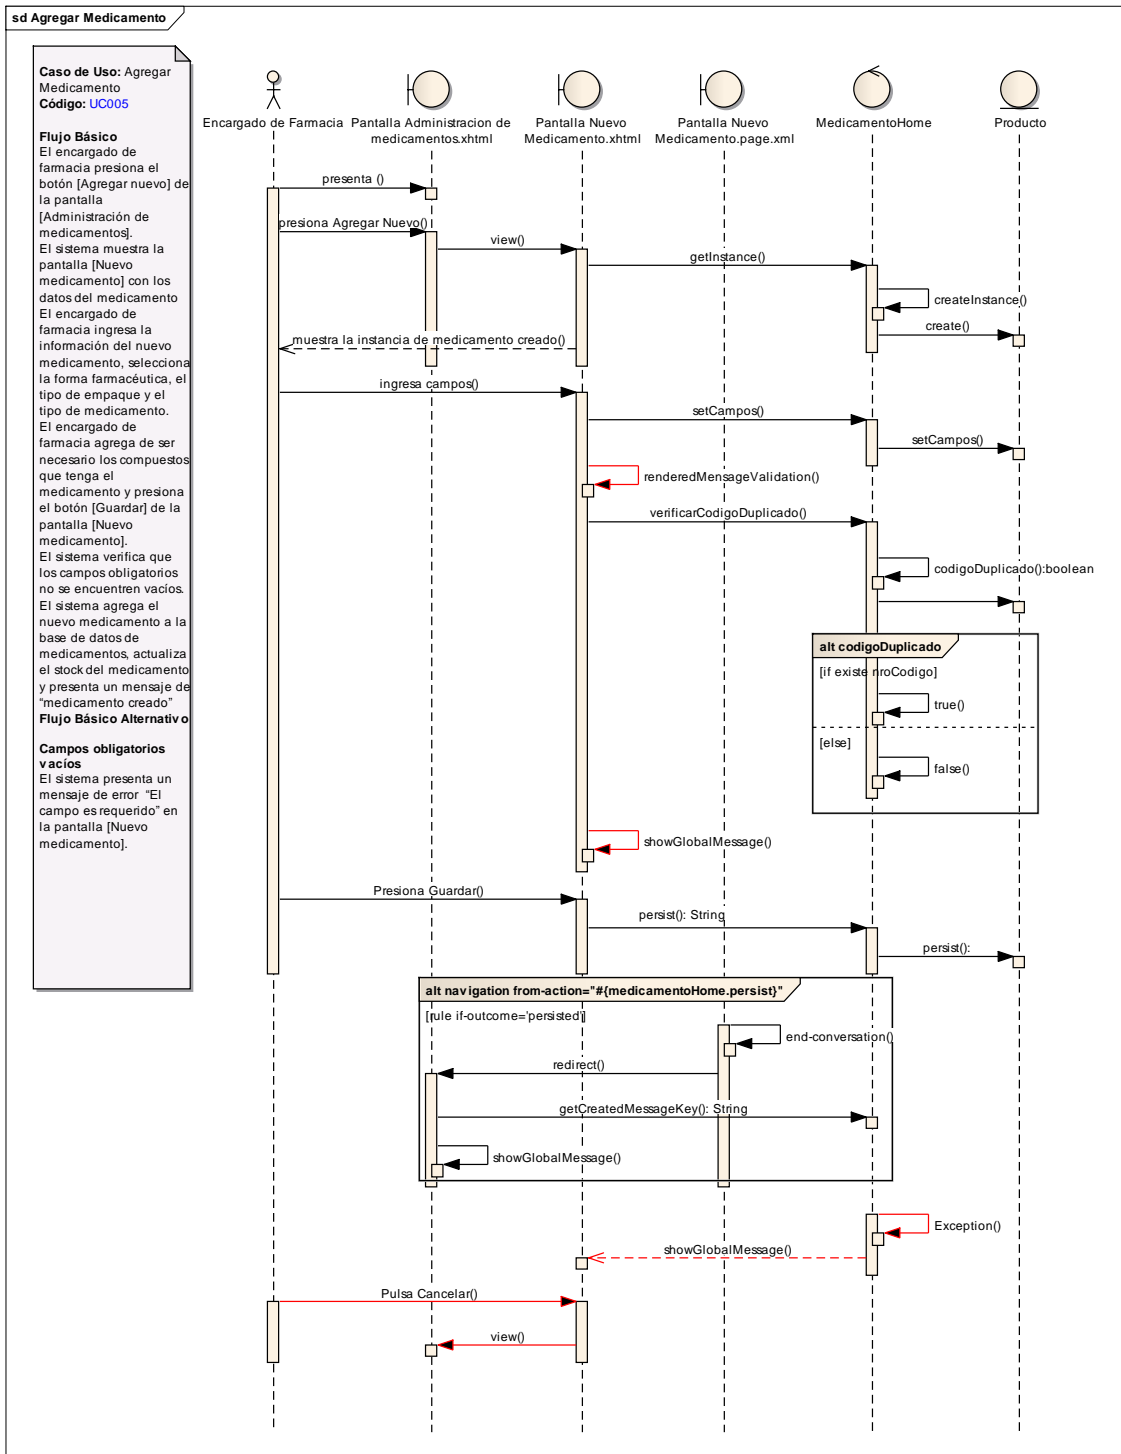 sd Agregar Medicamento
Caso de Uso: Agregar
Medicamento
Código: UC005
Flujo Básico
El encargado de
farmacia presiona el
botón [Agregar nuevo] de
la pantalla
[Administración de
medicamentos].
El sistema muestra la
pantalla [Nuevo
medicamento] con los
datos del medicamento
El encargado de
farmacia ingresa la
información del nuevo
medicamento, selecciona
la forma farmacéutica, el
tipo de empaque y el
tipo de medicamento.
El encargado de
farmacia agrega de ser
necesario los compuestos
que tenga el
medicamento y presiona
el botón [Guardar] de la
pantalla [Nuevo
medicamento].
El sistema verifica que
los campos obligatorios
no se encuentren vacíos.
El sistema agrega el
nuevo medicamento a la
base de datos de
medicamentos, actualiza
el stock del medicamento
y presenta un mensaje de
“medicamento creado”
Flujo Básico Alternativo
Campos obligatorios
vacíos
El sistema presenta un
mensaje de error “El
campo es requerido” en
la pantalla [Nuevo
medicamento].
Encargado de Farmacia
Pantalla Administracion de
medicamentos.xhtml
Pantalla Nuevo
Medicamento.xhtml
Pantalla Nuevo
Medicamento.page.xml
MedicamentoHome
Producto
presenta ()
presiona Agregar Nuevo()
view()
getInstance()
createInstance()
create()
muestra la instancia de medicamento creado()
ingresa campos()
setCampos()
setCampos()
renderedMensageValidation()
verificarCodigoDuplicado()
codigoDuplicado():boolean
alt codigoDuplicado
[if existe nroCodigo]
true()
[else]
false()
showGlobalMessage()
Presiona Guardar()
persist(): String
persist():
alt navigation from-action="#{medicamentoHome.persist}"
[rule if-outcome='persisted']
end-conversation()
redirect()
getCreatedMessageKey(): String
showGlobalMessage()
Exception()
showGlobalMessage()
Pulsa Cancelar()
view()